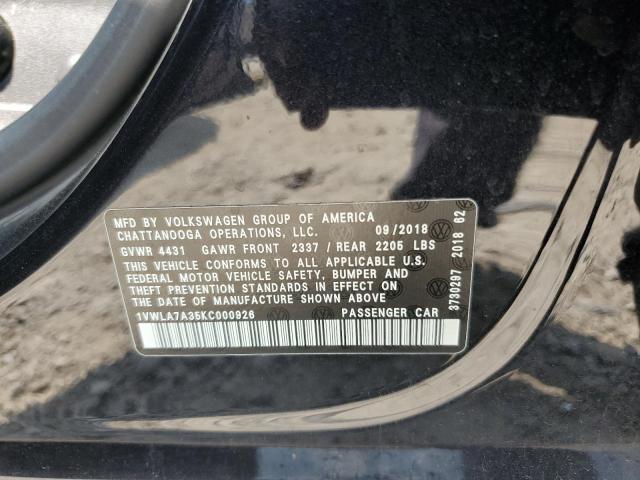 MFD BY VOLKSWAGEN GROUP OF AMERICA
CHATTANOOGA OPERATIONS, LLC. 09/2018
GVWR 4431 GAWR FRONT 2337 / REAR 2205 LBS
THIS VEHICLE CONFORMS TO ALL APPLICABLE U.S.
FEDERAL MOTOR VEHICLE SAFETY, BUMPER AND
THEFT PREVENTION STANDARDS IN EFFECT ON THE
DATE OF MANUFACTURE SHOWN ABOVE
1VWLA7A35KC000926 PASSENGER CAR
3730297 2018 62